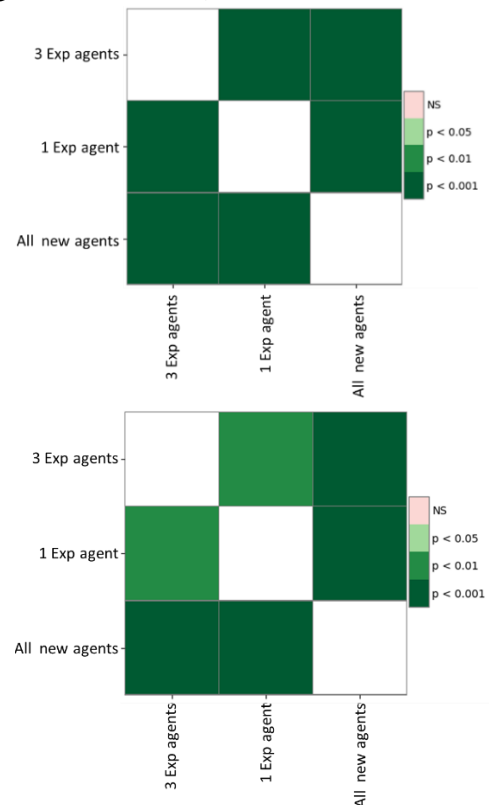 3 Exp agents
1 Exp agent
All new agents
NS
p < 0.05
p < 0.01
p < 0.001
3 Exp agents
1 Exp agent
All new agents
3 Exp agents
1 Exp agent
All new agents
NS
p < 0.05
p < 0.01
p < 0.001
3 Exp agents
1 Exp agent
All new agents